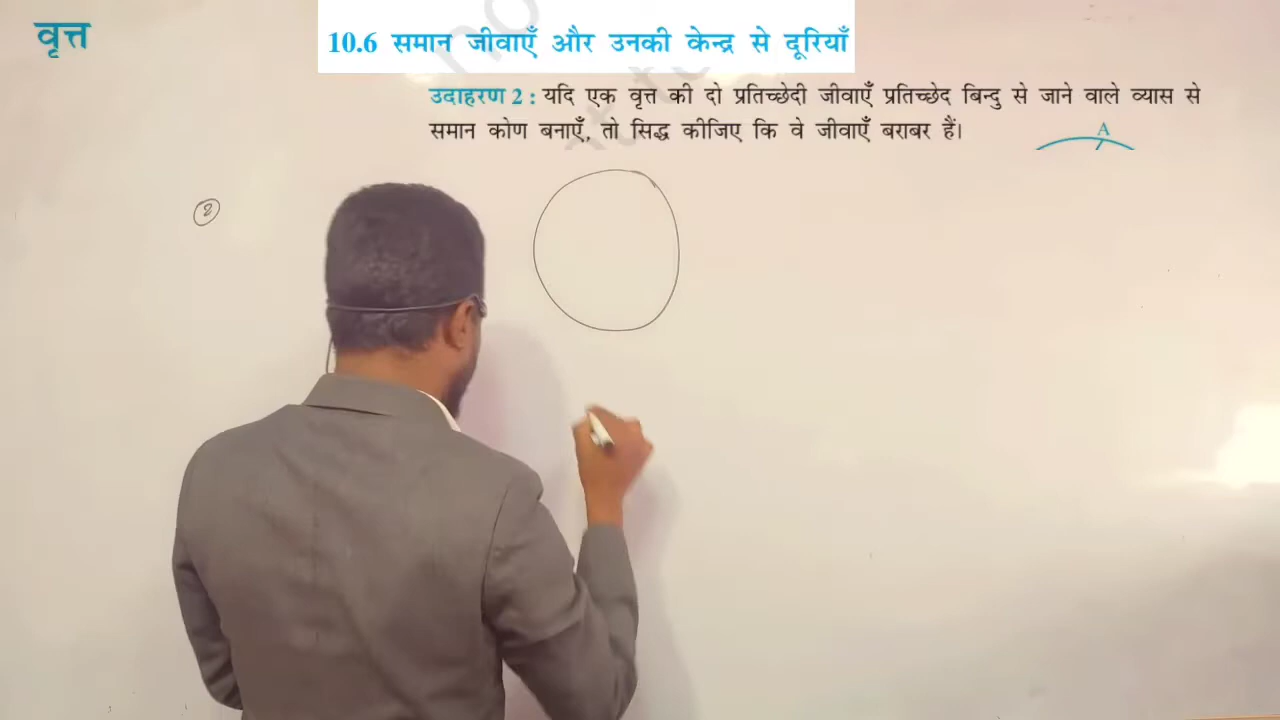 वृत्त
10.6 समान जीवाएँ और उनकी केन्द्र से दूरियाँ
उदाहरण 2 : यदि एक वृत्त की दो प्रतिच्छेदी जीवाएँ प्रतिच्छेद बिन्दु से जाने वाले व्यास से
समान कोण बनाएँ, तो सिद्ध कीजिए कि वे जीवाएँ बराबर हैं।
A
2